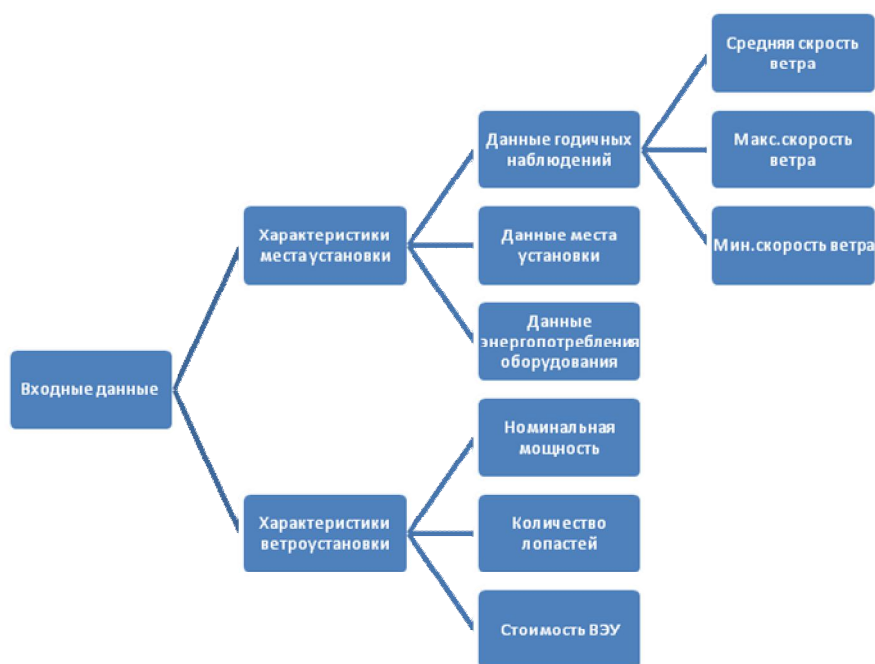 Средняя скрость
ветра
Данные годичных
наблюдений
Макс.скорость
ветра
Характеристики
места установки
Данные места
установки
Мин.скорость ветра
Данные
энергопотребления
оборудования
Входные данные
Номинальная
мощность
Характеристики
ветроустановки
Количество
лопастей
Стоимость ВЭУ